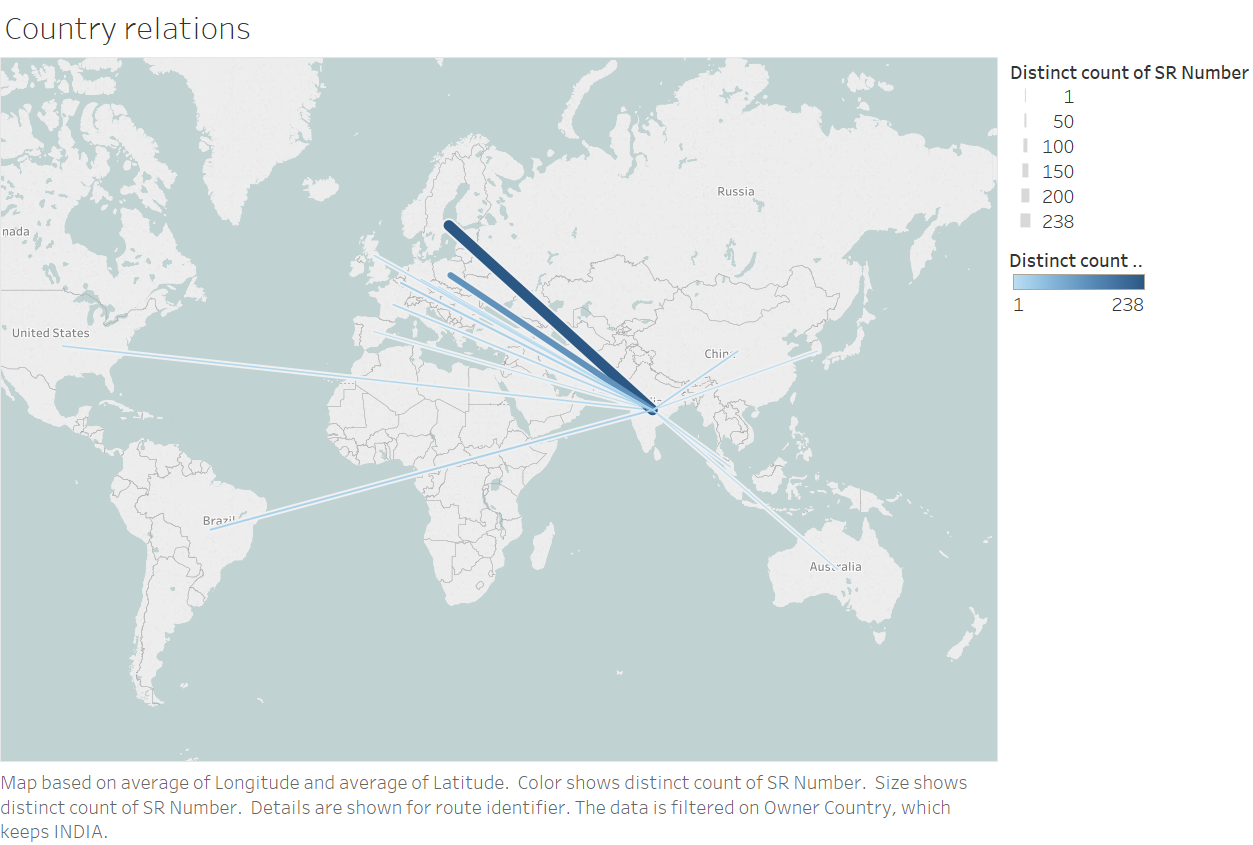 Country relations
Distinct count of SR Number
1
50
100
150
200
238
Distinct count ..
1 238
Russia
nada
United States
Brazil
Australia
Map based on average of Longitude and average of Latitude.  Color shows distinct count of SR Number.  Size shows
distinct count of SR Number.  Details are shown for route identifier. The data is filtered on Owner Country, which
keeps INDIA.